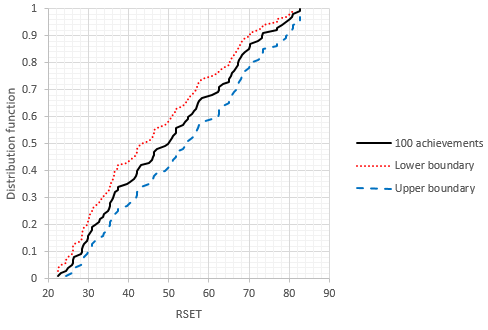 1
0.9
0.8
0.7
0.6
0.5
0.4
0.3
0.2
0.1
0
Distribution function
20 30 40 50 60 70 80 90
RSET
100 achievements
Lower boundary
Upper boundary